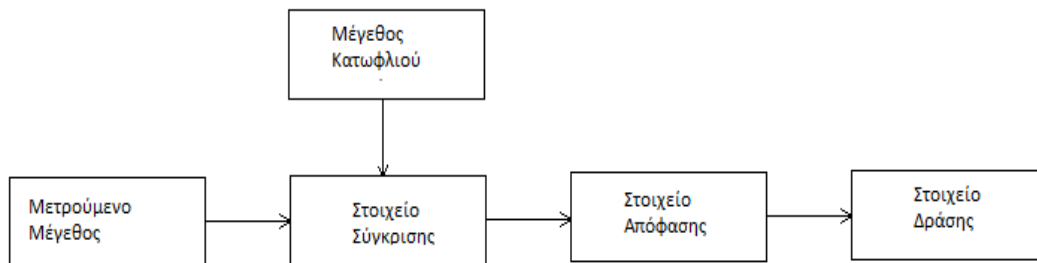 Μέγεθος
Κατωφλιού
Μετρούμενο
Μέγεθος
Στοιχείο
Σύγκρισης
Στοιχείο
Απόφασης
Στοιχείο
Δράσης